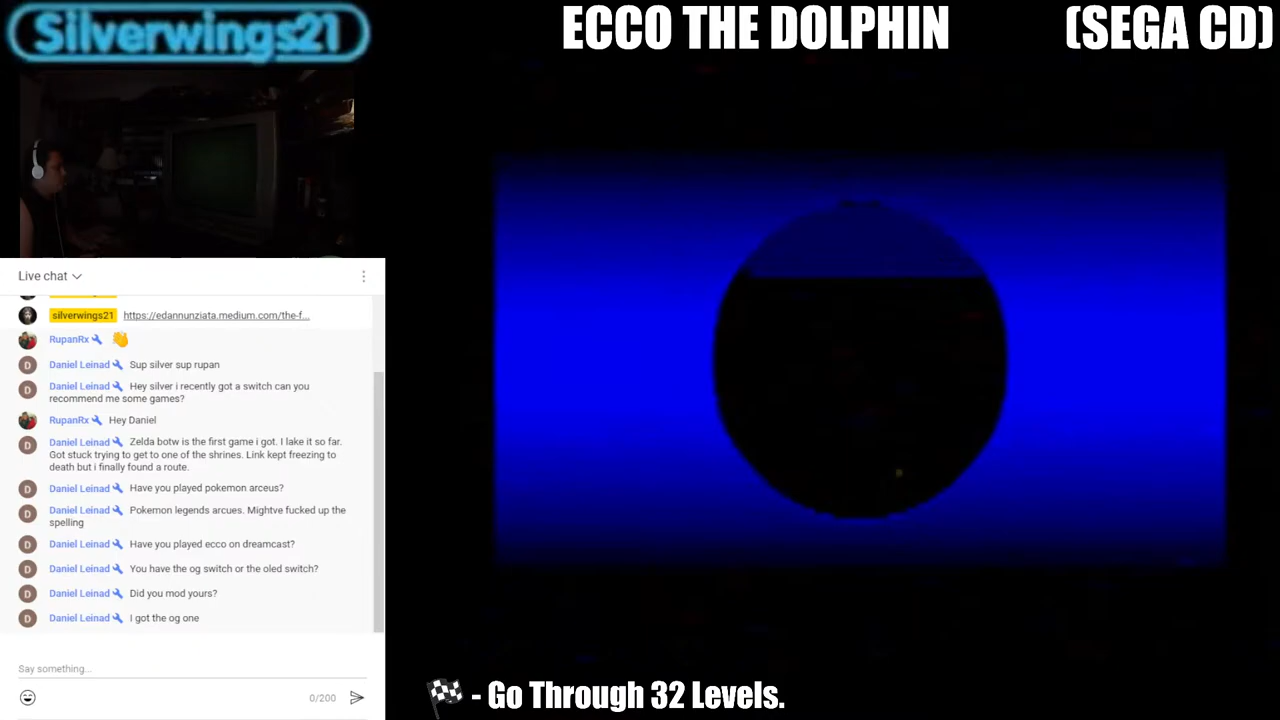 Silverwings21
ECCO THE DOLPHIN (SEGA CD)
Live chat
silverwings21 https://edannunziata.medium.com/the-f...
RupanRx
Daniel Leinad Sup silver sup rupan
Daniel Leinad Hey silver i recently got a switch can you
recommend me some games?
RupanRx Hey Daniel
Daniel Leinad Zelda botw is the first game i got. I lake it so far.
Got stuck trying to get to one of the shrines. Link kept freezing to
death but i finally found a route.
Daniel Leinad Have you played pokemon arceus?
Daniel Leinad Pokemon legends arcues. Mightve fucked up the
spelling
Daniel Leinad Have you played ecco on dreamcast?
Daniel Leinad You have the og switch or the oled switch?
Daniel Leinad Did you mod yours?
Daniel Leinad I got the og one
Say something...
0/200
- Go Through 32 Levels.